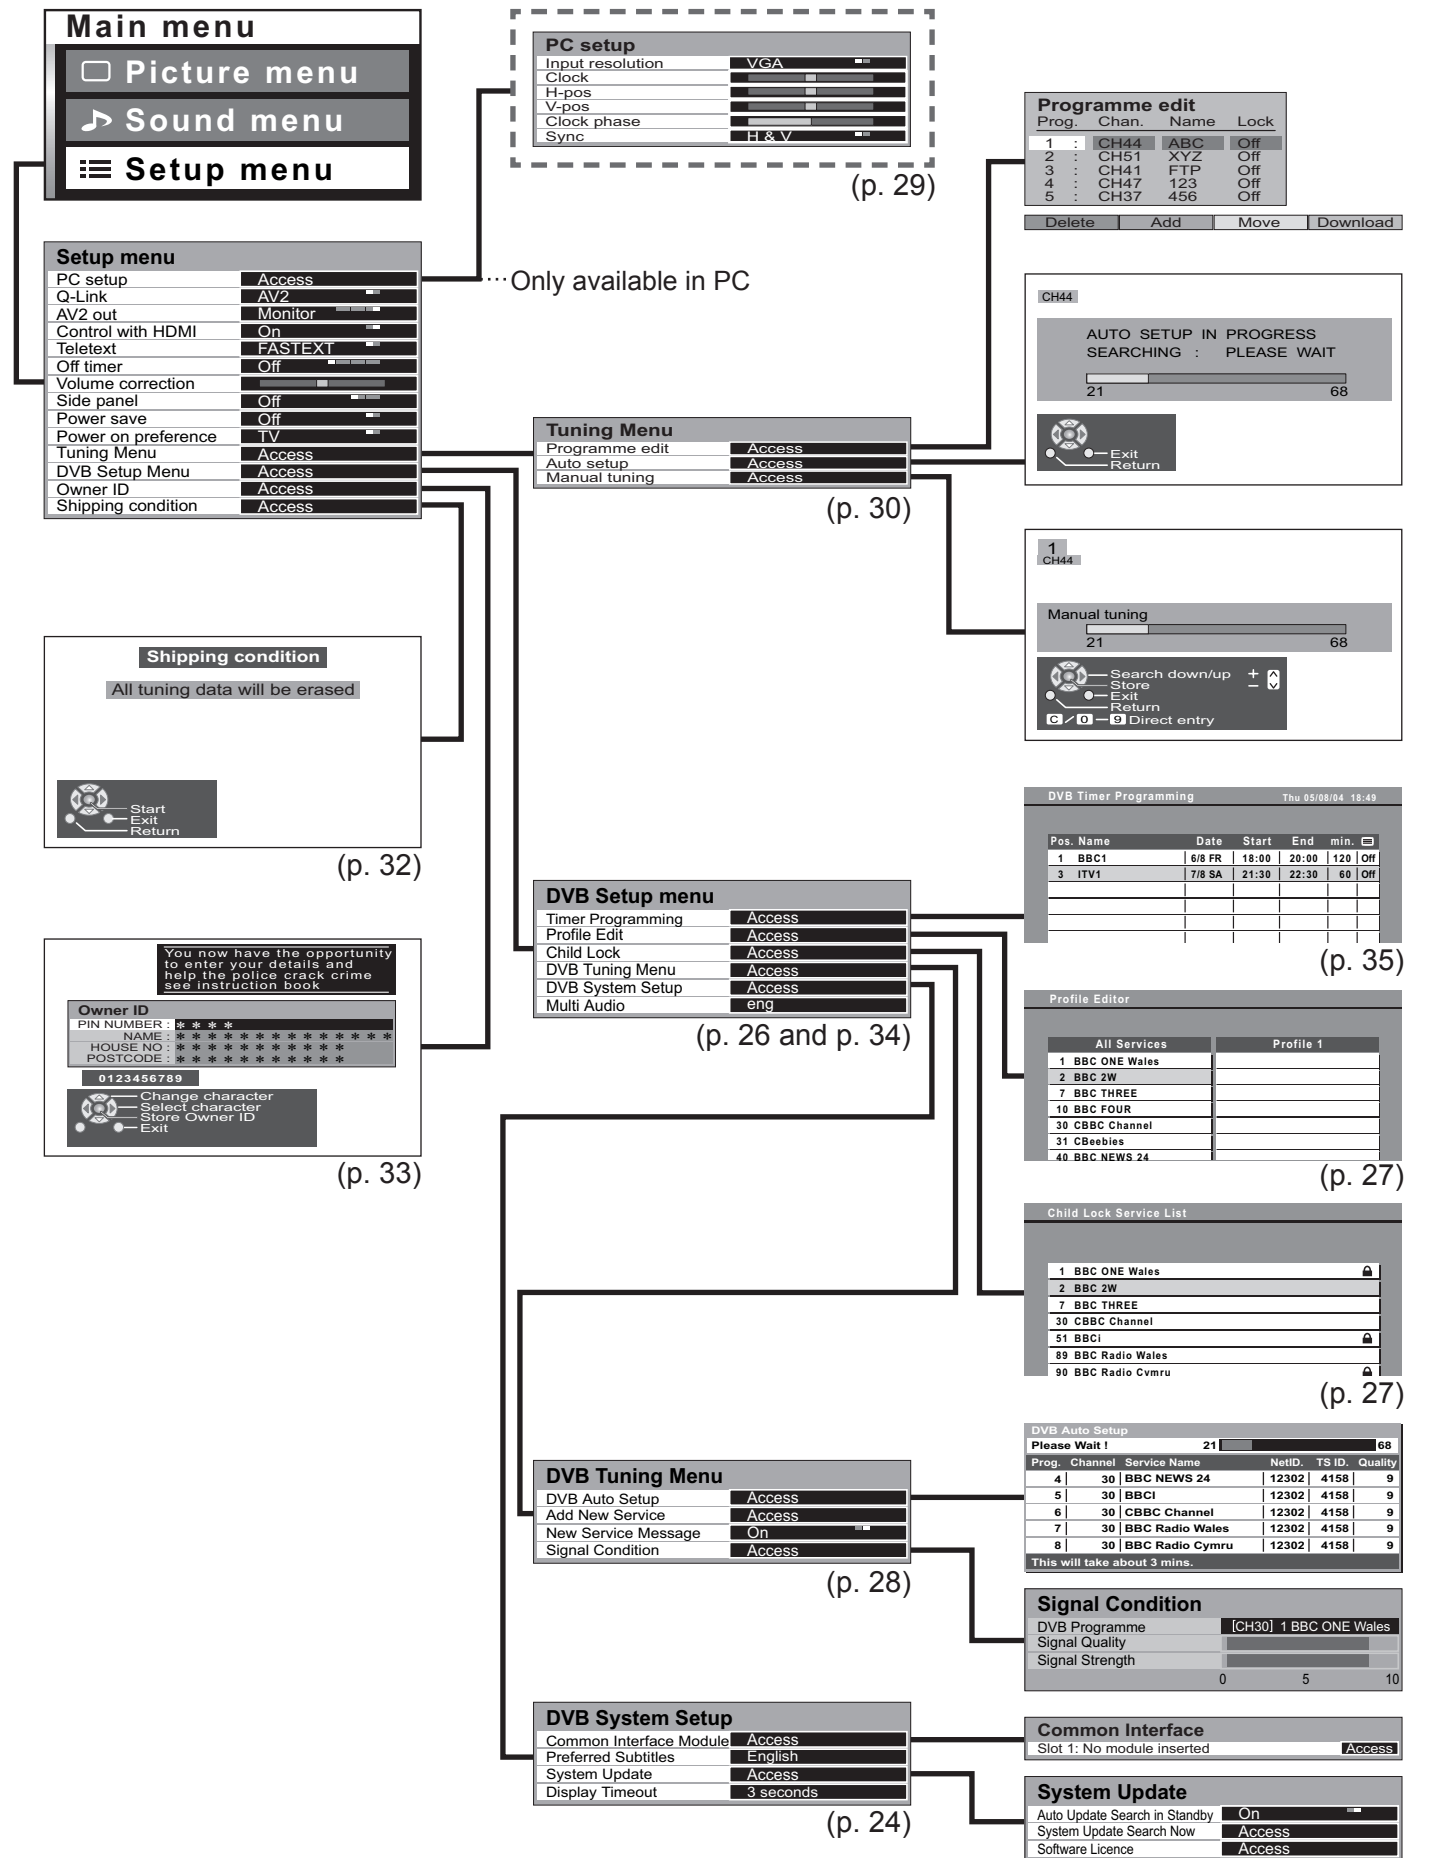 Main menu
Picture menu
Sound menu
Setup menu
Setup menu
PC setup Access
Q-Link AV2
AV2 out Monitor
Control with HDMI On
Teletext FASTEXT
Off timer Off
Volume correction
Side panel Off
Power save Off
Power on preference TV
Tuning Menu Access
DVB Setup Menu Access
Owner ID Access
Shipping condition Access
Shipping condition
All tuning data will be erased
Start
Exit
Return
(p. 32)
You now have the opportunity
to enter your details and
help the police crack crime
see instruction book
Owner ID
PIN NUMBER : * * * *
NAME : * * * * * * * * * * * * * *
HOUSE NO : * * * * * * * * * * *
POSTCODE : * * * * * * * * * * *
0123456789
Change character
Select character
Store Owner ID
Exit
(p. 33)
PC setup
Input resolution VGA
Clock
H-pos
V-pos
Clock phase
Sync H & V
(p. 29)
Only available in PC
Tuning Menu
Programme edit Access
Auto setup Access
Manual tuning Access
(p. 30)
DVB Setup menu
Timer Programming Access
Profile Edit Access
Child Lock Access
DVB Tuning Menu Access
DVB System Setup Access
Multi Audio eng
(p. 26 and p. 34)
DVB Tuning Menu
DVB Auto Setup Access
Add New Service Access
New Service Message On
Signal Condition Access
(p. 28)
DVB System Setup
Common Interface Module Access
Preferred Subtitles English
System Update Access
Display Timeout 3 seconds
(p. 24)
Programme edit
Prog. Chan. Name Lock
1 : CH44 ABC Off
2 : CH51 XYZ Off
3 : CH41 FTP Off
4 : CH47 123 Off
5 : CH37 456 Off
Delete Add Move Download
CH44
AUTO SETUP IN PROGRESS
SEARCHING : PLEASE WAIT
21 68
Exit
Return
1
CH44
Manual tuning
21 68
Search down/up + −
Store
Exit
Return
C / 0 – 9 Direct entry
DVB Timer Programming Thu 05/08/04 18:49
Pos. Name Date Start End min.
1 BBC1 6/8 FR 18:00 20:00 120 Off
3 ITV1 7/8 SA 21:30 22:30 60 Off
(p. 35)
Profile Editor
All Services Profile 1
1 BBC ONE Wales
2 BBC 2W
7 BBC THREE
10 BBC FOUR
30 CBBC Channel
31 CBeebies
40 BBC NEWS 24
(p. 27)
Child Lock Service List
1 BBC ONE Wales
2 BBC 2W
7 BBC THREE
30 CBBC Channel
51 BBCi
89 BBC Radio Wales
90 BBC Radio Cymru
(p. 27)
DVB Auto Setup
Please Wait ! 21 68
Prog. Channel Service Name NetID. TS ID. Quality
4 30 BBC NEWS 24 12302 4158 9
5 30 BBCI 12302 4158 9
6 30 CBBC Channel 12302 4158 9
7 30 BBC Radio Wales 12302 4158 9
8 30 BBC Radio Cymru 12302 4158 9
This will take about 3 mins.
Signal Condition
DVB Programme [CH30] 1 BBC ONE Wales
Signal Quality
Signal Strength
0 5 10
Common Interface
Slot 1: No module inserted Access
System Update
Auto Update Search in Standby On
System Update Search Now Access
Software Licence Access